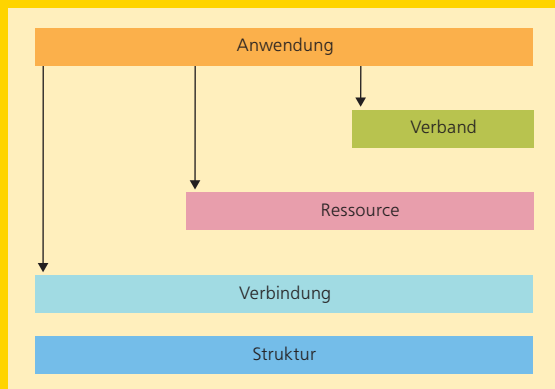 Anwendung
Verband
Ressource
Verbindung
Struktur